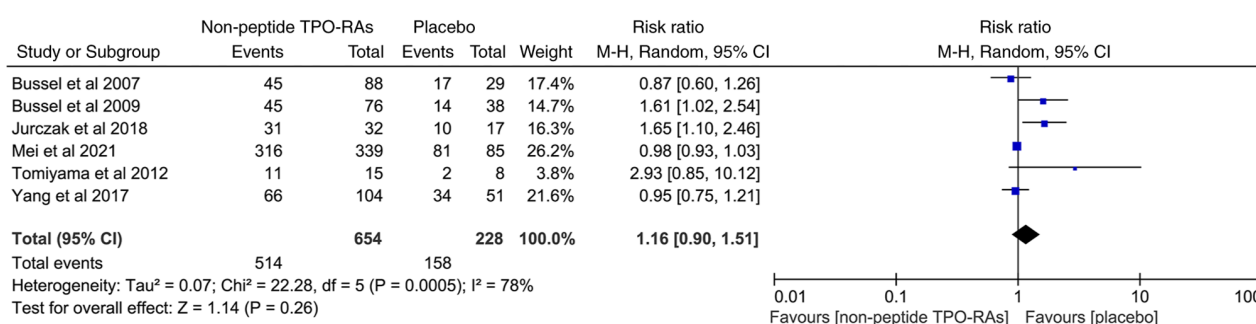 Non-peptide TPO-RAs Placebo Risk ratio Risk ratio
Study or Subgroup Events Total Events Total Weight M-H, Random, 95% CI M-H, Random, 95% CI
Bussel et al 2007 45 88 17 29 17.4% 0.87 [0.60, 1.26]
Bussel et al 2009 45 76 14 38 14.7% 1.61 [1.02, 2.54]
Jurczak et al 2018 31 32 10 17 16.3% 1.65 [1.10, 2.46]
Mei et al 2021 316 339 81 85 26.2% 0.98 [0.93, 1.03]
Tomiyama et al 2012 11 15 2 8 3.8% 2.93 [0.85, 10.12]
Yang et al 2017 66 104 34 51 21.6% 0.95 [0.75, 1.21]
Total (95% CI) 654 228 100.0% 1.16 [0.90, 1.51]
Total events 514 158
Heterogeneity: Tau² = 0.07; Chi² = 22.28, df = 5 (P = 0.0005); I² = 78%
Test for overall effect: Z = 1.14 (P = 0.26)
0.01 0.1 1 10 100
Favours [non-peptide TPO-RAs] Favours [placebo]